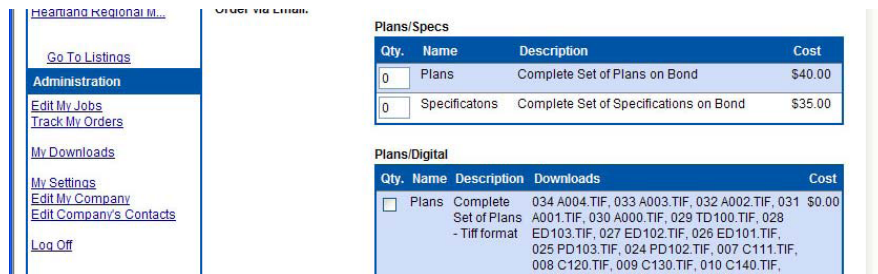 Heartland Regional M...
Go To Listings
Administration
Edit My Jobs
Track My Orders
My Downloads
My Settings
Edit My Company
Edit Company's Contacts
Log Off
Order via Email.
Plans/Specs
Qty. Name Description Cost
0 Plans Complete Set of Plans on Bond $40.00
0 Specificatons Complete Set of Specifications on Bond $35.00
Plans/Digital
Qty. Name Description Downloads Cost
Plans Complete 034 A004.TIF, 033 A003.TIF, 032 A002.TIF, 031 $0.00
Set of Plans A001.TIF, 030 A000.TIF, 029 TD100.TIF, 028
- Tiff format ED103.TIF, 027 ED102.TIF, 026 ED101.TIF,
025 PD103.TIF, 024 PD102.TIF, 007 C111.TIF,
008 C120.TIF, 009 C130.TIF, 010 C140.TIF,